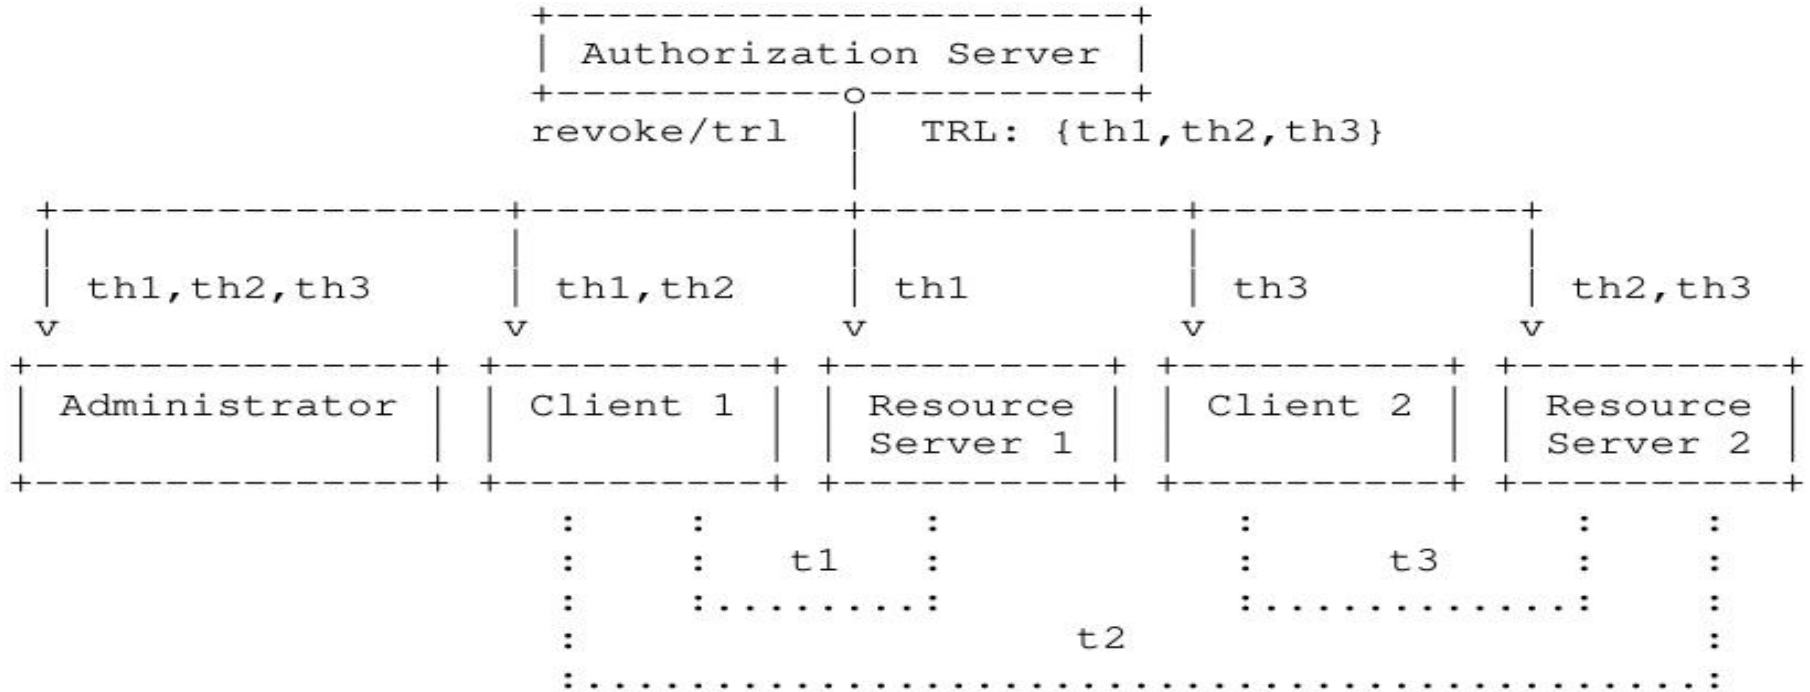 Authorization Server
revoke/trl TRL: {th1,th2,th3}
th1,th2,th3 th1,th2 th1 th3 th2,th3
Administrator Client 1 Resource Client 2 Resource
Server 1 Server 2
t1 t3
t2